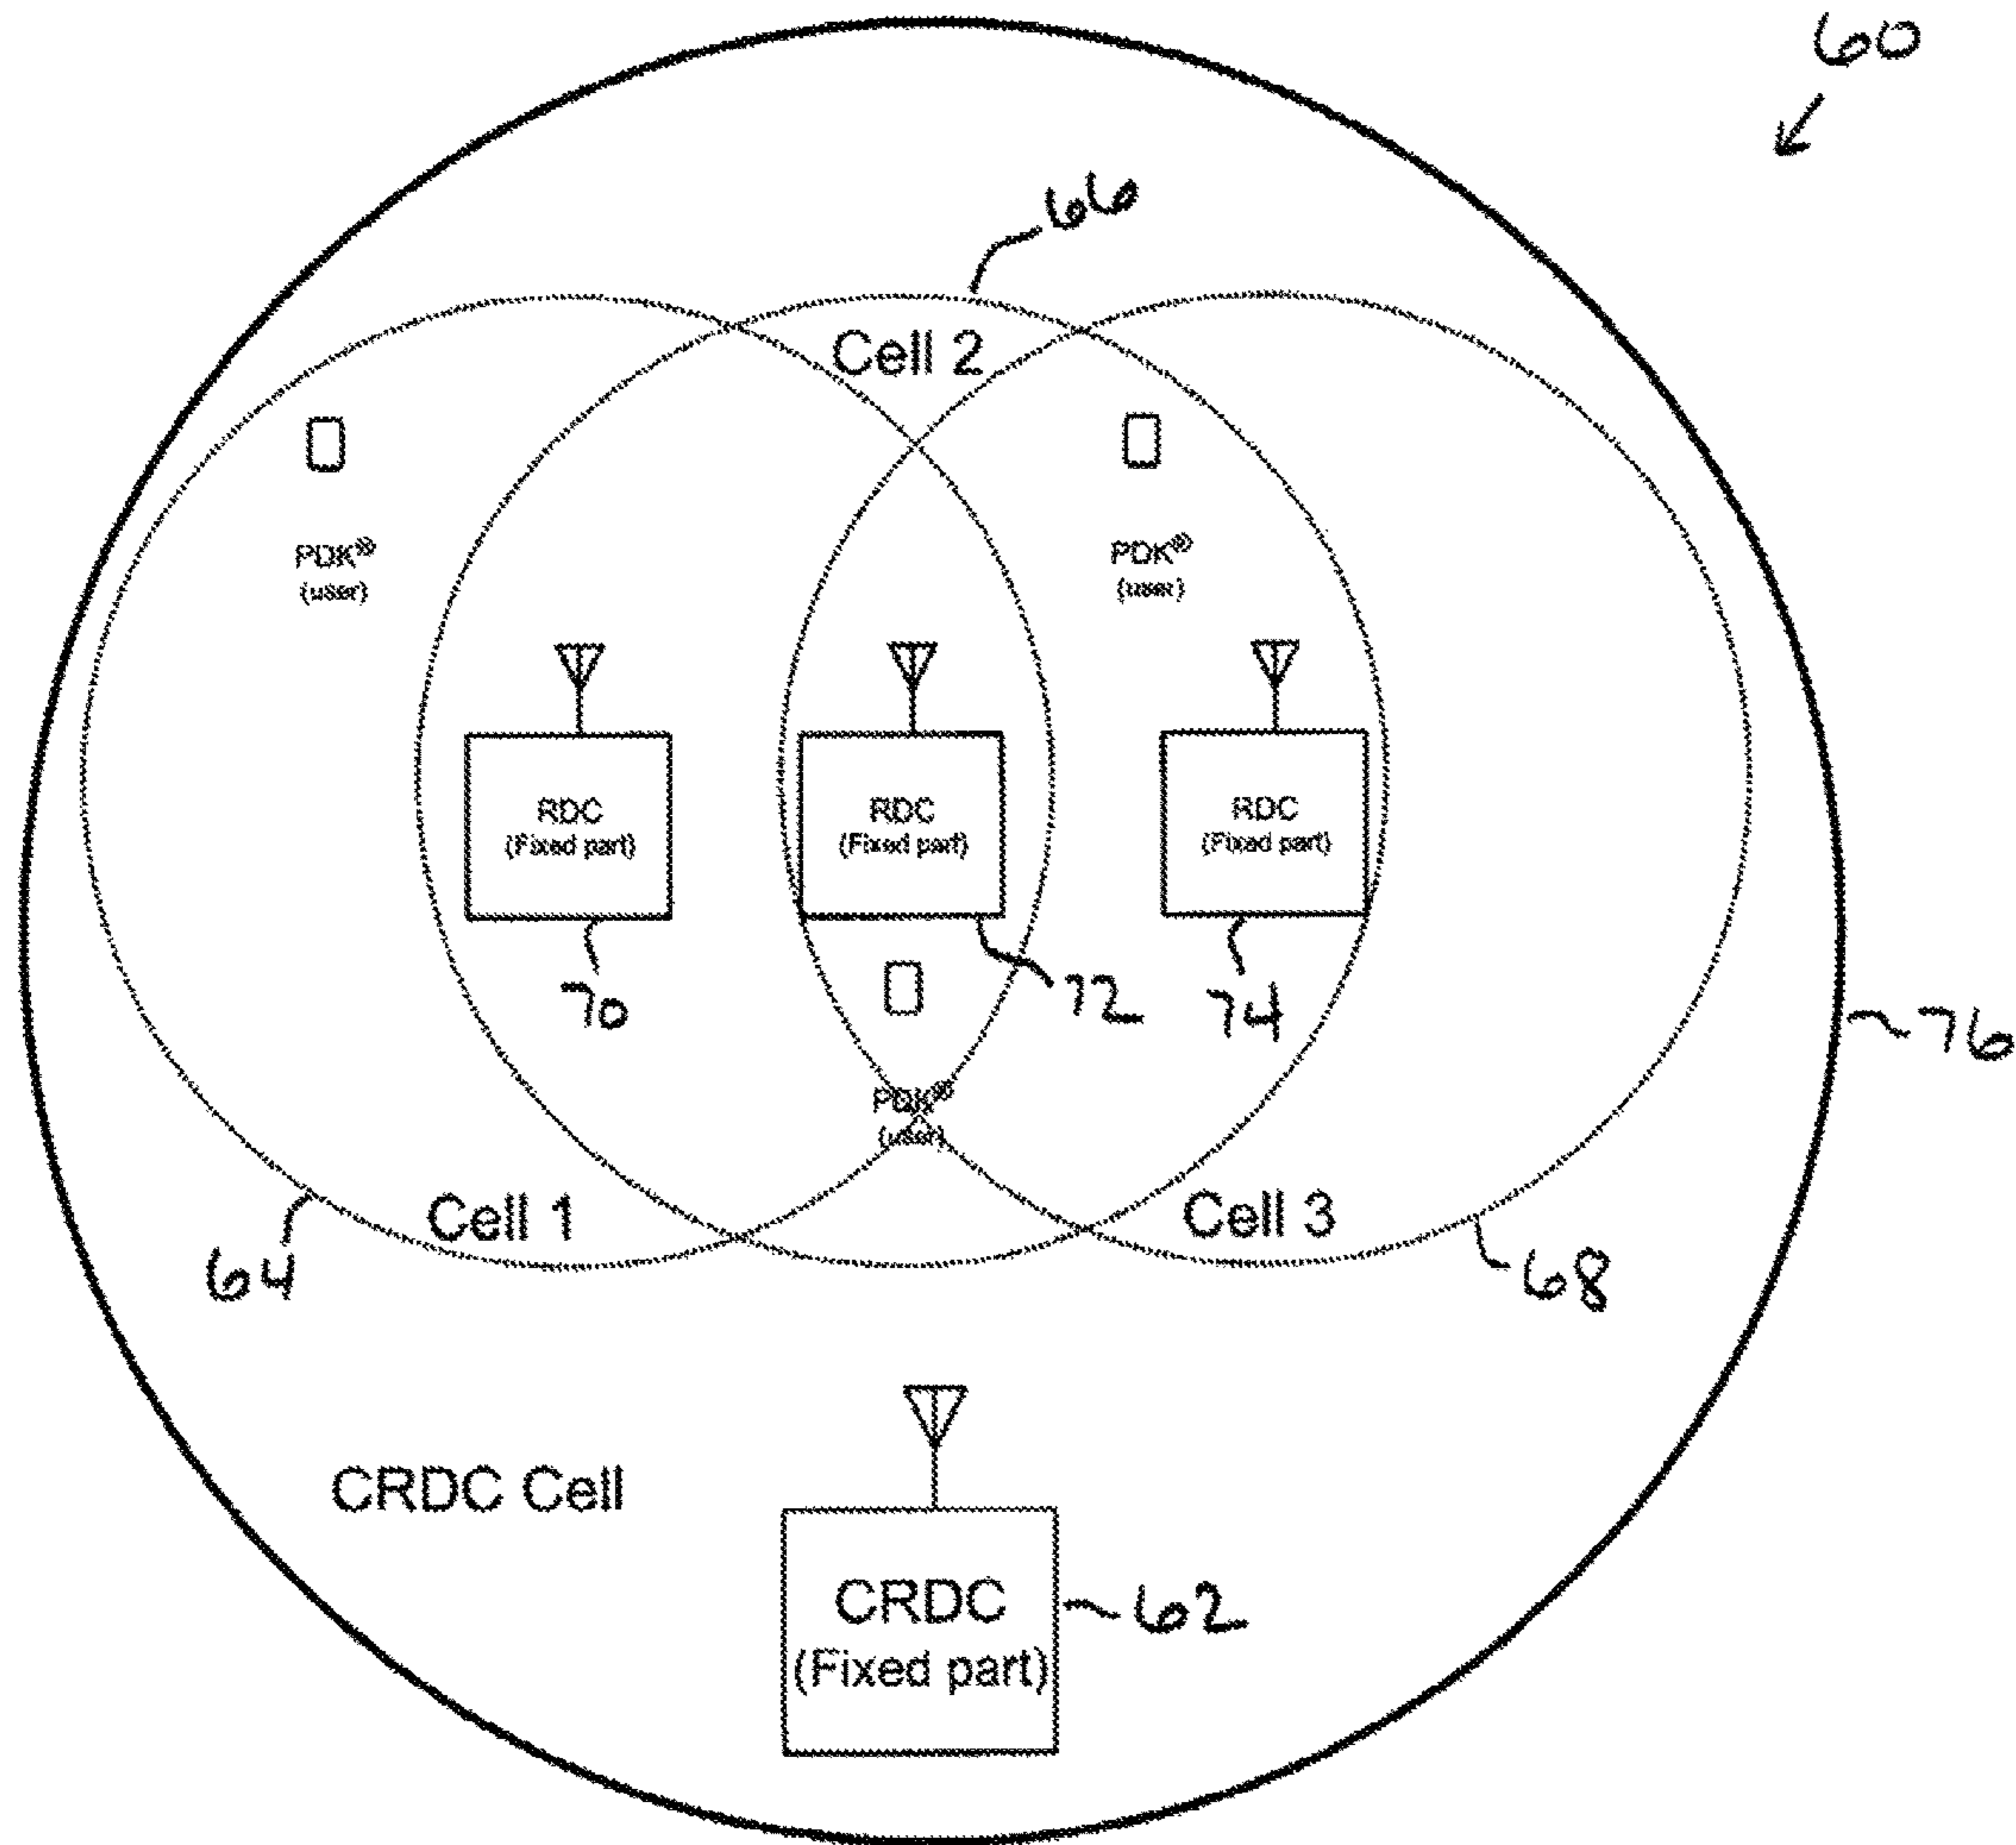 60
66
Cell 2
PDK®
(user)
PDK®
(user)
RDC
(Fixed part)
RDC
(Fixed part)
RDC
(Fixed part)
70
72
74
76
PDK®
(user)
Cell 1
Cell 3
64
68
CRDC Cell
CRDC
(Fixed part)
62